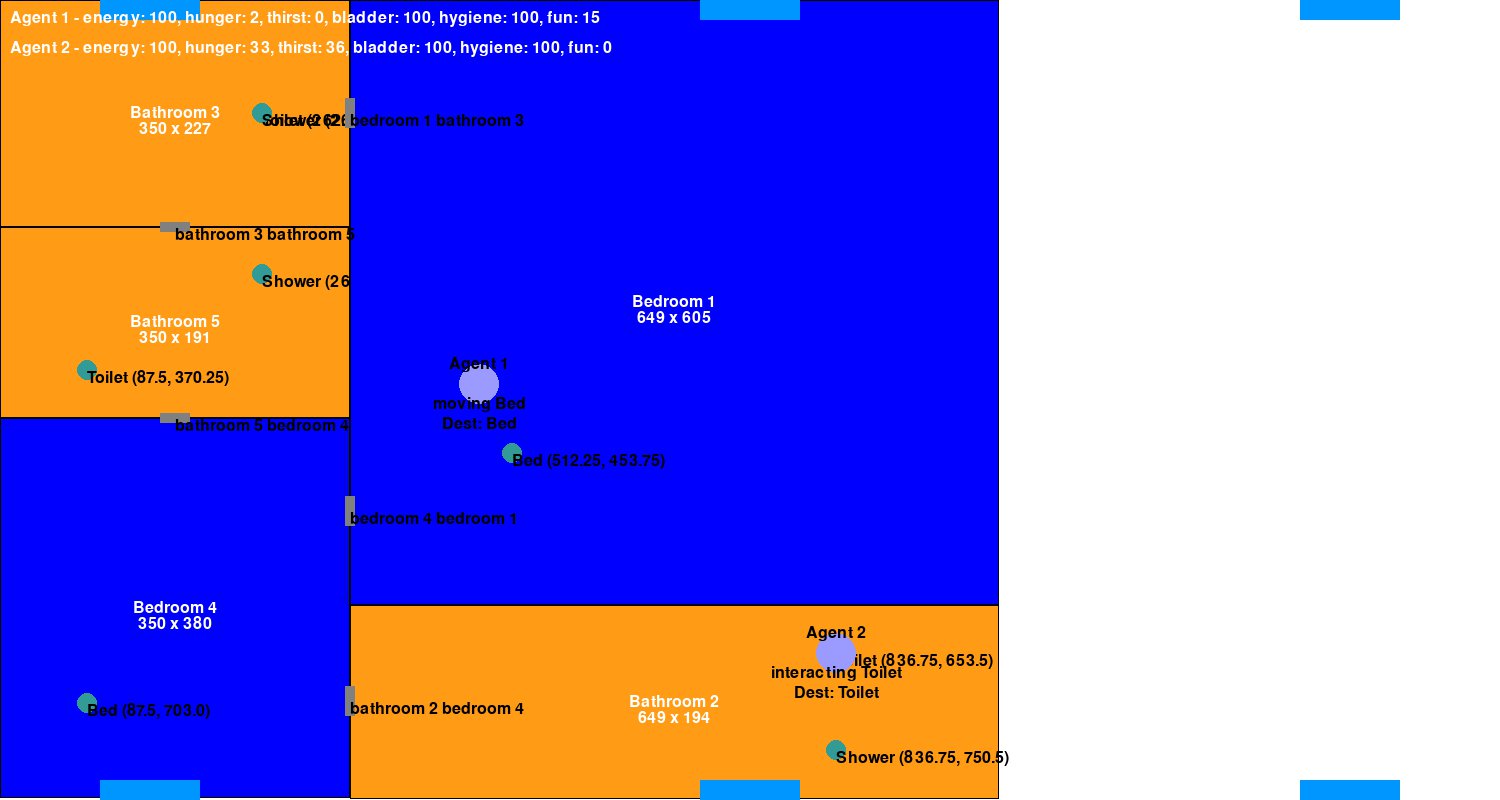 Agent 1 - energy: 100, hunger: 2, thirst: 0, bladder: 100, hygiene: 100, fun: 15
Agent 2 - energy: 100, hunger: 33, thirst: 36, bladder: 100, hygiene: 100, fun: 0
Bathroom 3
350 x 227
bedroom 1 bathroom 3
bathroom 3 bathroom 5
Shower (26
Bathroom 5
350 x 191
Toilet (87.5, 370.25)
bathroom 5 bedroom 4
Bedroom 1
649 x 605
Agent 1
moving Bed
Dest: Bed
Bed (512.25, 453.75)
bedroom 4 bedroom 1
Bedroom 4
350 x 380
Bed (87.5, 703.0)
Agent 2
ilet (836.75, 653.5)
interacting Toilet
Dest: Toilet
Bathroom 2
649 x 194
bathroom 2 bedroom 4
Shower (836.75, 750.5)